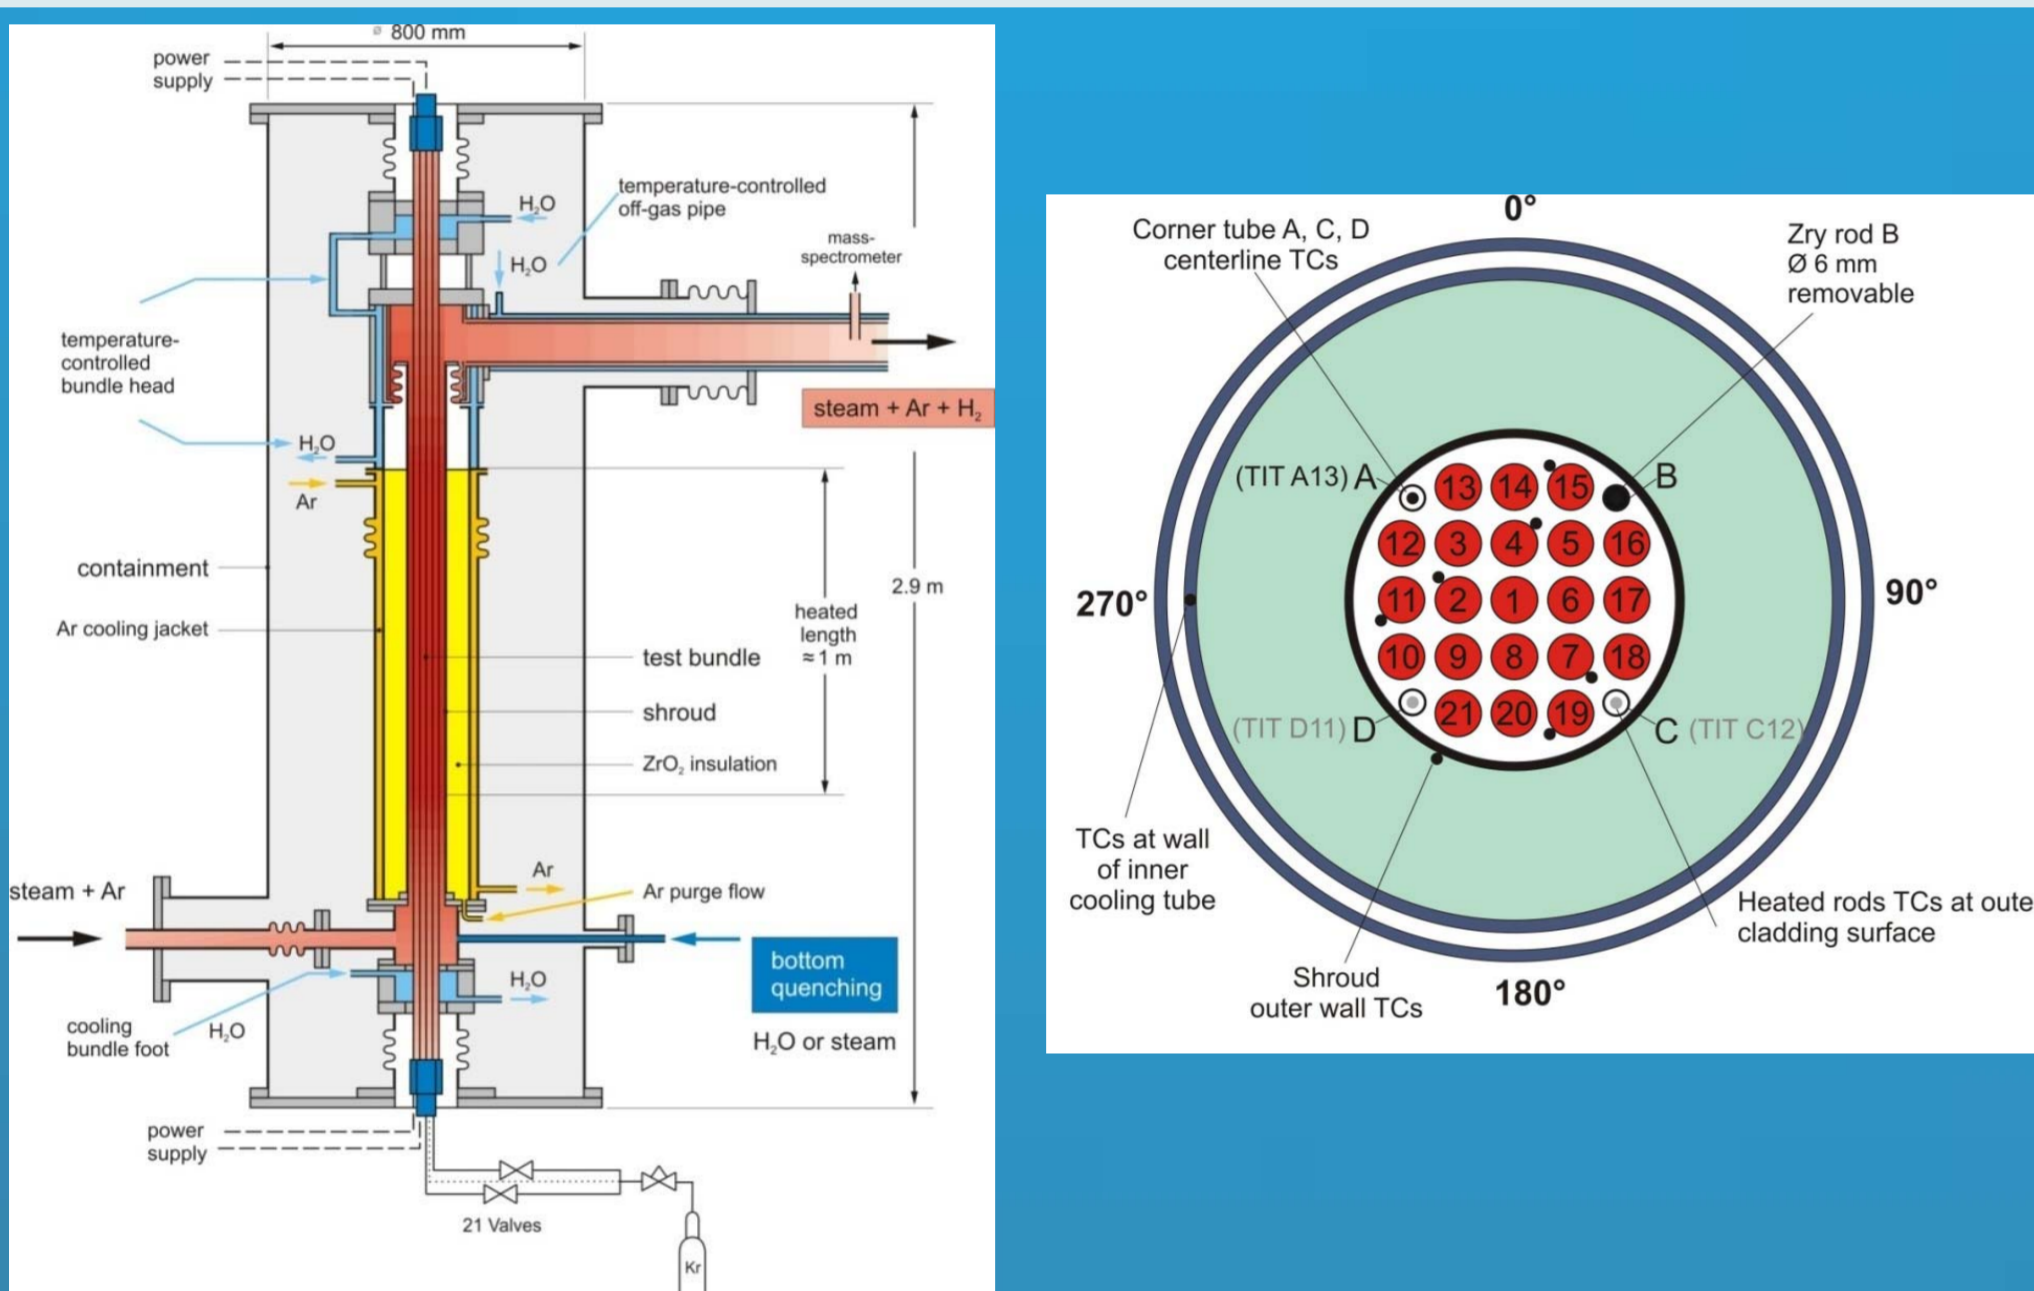 ⌀ 800 mm
power
supply
H₂O
temperature-controlled
off-gas pipe
H₂O
mass-
spectrometer
temperature-
controlled
bundle head
steam + Ar + H₂
H₂O
Ar
containment
Ar cooling jacket
2.9 m
heated
length
≈ 1 m
test bundle
shroud
ZrO₂ insulation
steam + Ar
Ar
Ar purge flow
bottom
quenching
H₂O or steam
H₂O
cooling
bundle foot
H₂O
power
supply
21 Valves
Kr
0°
Corner tube A, C, D
centerline TCs
Zry rod B
Ø 6 mm
removable
(TIT A13) A
B
13 14 15
12 3 4 5 16
270°
11 2 1 6 17
90°
10 9 8 7 18
21 20 19
(TIT D11) D
C (TIT C12)
TCs at wall
of inner
cooling tube
Heated rods TCs at oute
cladding surface
Shroud
outer wall TCs
180°